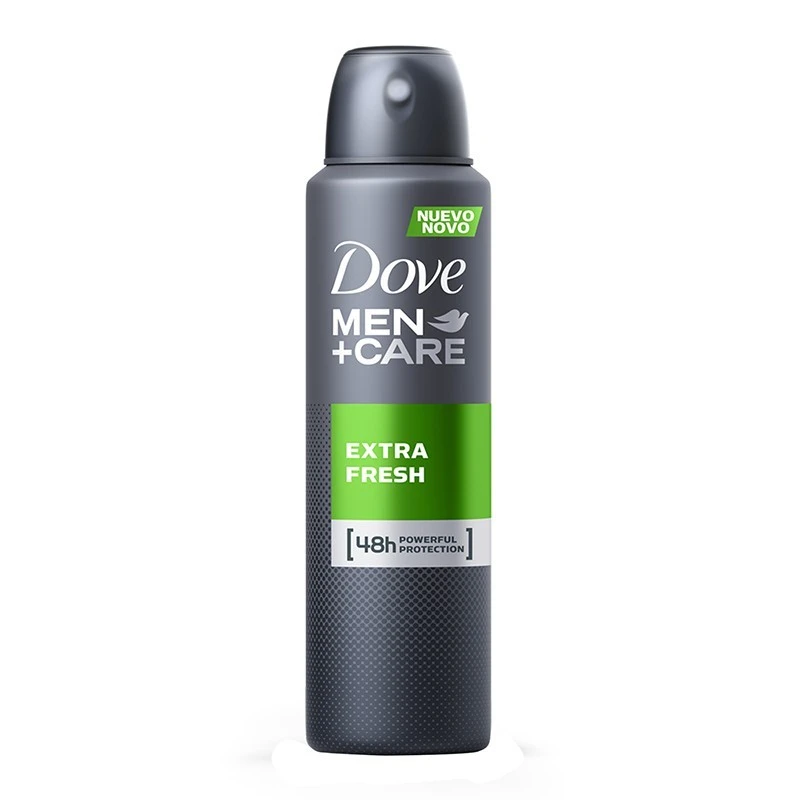 NUEVO
NOVO
Dove
MEN
+CARE
EXTRA
FRESH
[48h POWERFUL
PROTECTION]